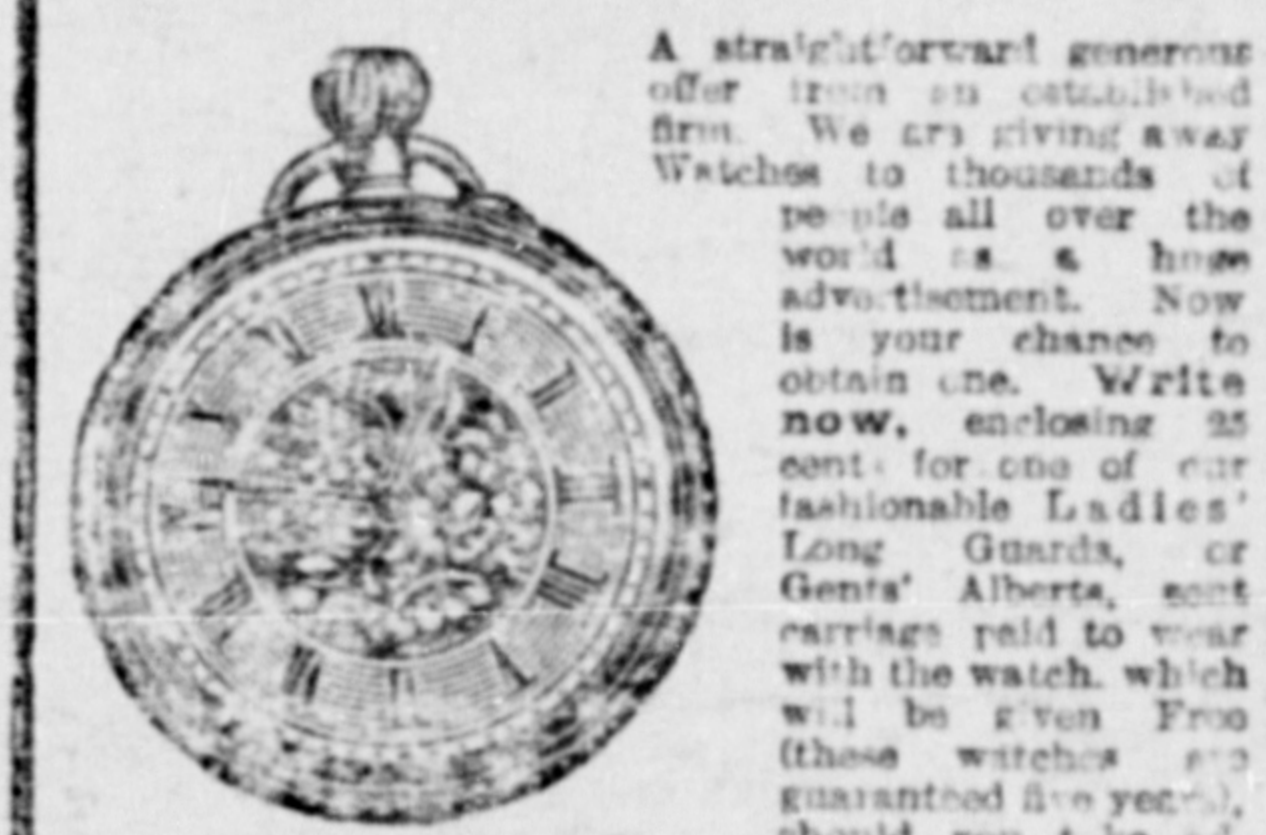 A straightforward generous
offer from an established
firm. We are giving away
Watches to thousands of
people all over the
world as a huge
advertisement. Now
is your chance to
obtain one. Write
now, enclosing 25
cents for one of our
fashionable Ladies'
Long Guards, or
Gents' Alberts, sent
carriage paid to wear
with the watch, which
will be given Free
(these watches are
guaranteed five years),
should you